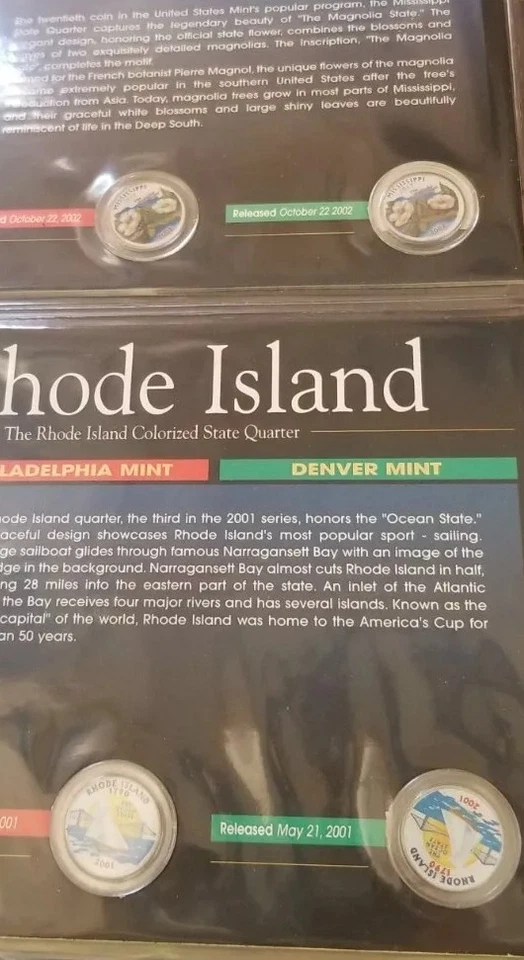 The twentieth coin in the United States Mint's popular program, the Mississippi
State Quarter captures the legendary beauty of "The Magnolia State." The
elegant design, honoring the official state flower, combines the blossoms and
of two exquisitely detailed magnolias. The inscription, "The Magnolia
completes the motif.
for the French botanist Pierre Magnol, the unique flowers of the magnolia
extremely popular in the southern United States after the tree's
from Asia. Today, magnolia trees grow in most parts of Mississippi,
and their graceful white blossoms and large shiny leaves are beautifully
reminiscent of life in the Deep South.
d October 22, 2002
MISSISSIPPI
Released October 22 2002
MISSISSIPPI
hode Island
The Rhode Island Colorized State Quarter
LADELPHIA MINT
DENVER MINT
ode Island quarter, the third in the 2001 series, honors the "Ocean State."
aceful design showcases Rhode Island's most popular sport - sailing.
ge sailboat glides through famous Narragansett Bay with an image of the
dge in the background. Narragansett Bay almost cuts Rhode Island in half,
ng 28 miles into the eastern part of the state. An inlet of the Atlantic
the Bay receives four major rivers and has several islands. Known as the
capital" of the world, Rhode Island was home to the America's Cup for
an 50 years.
001
RHODE ISLAND
1790
2001
Released May 21, 2001
RHODE ISLAND
1790
THE
OCEAN
STATE
2001